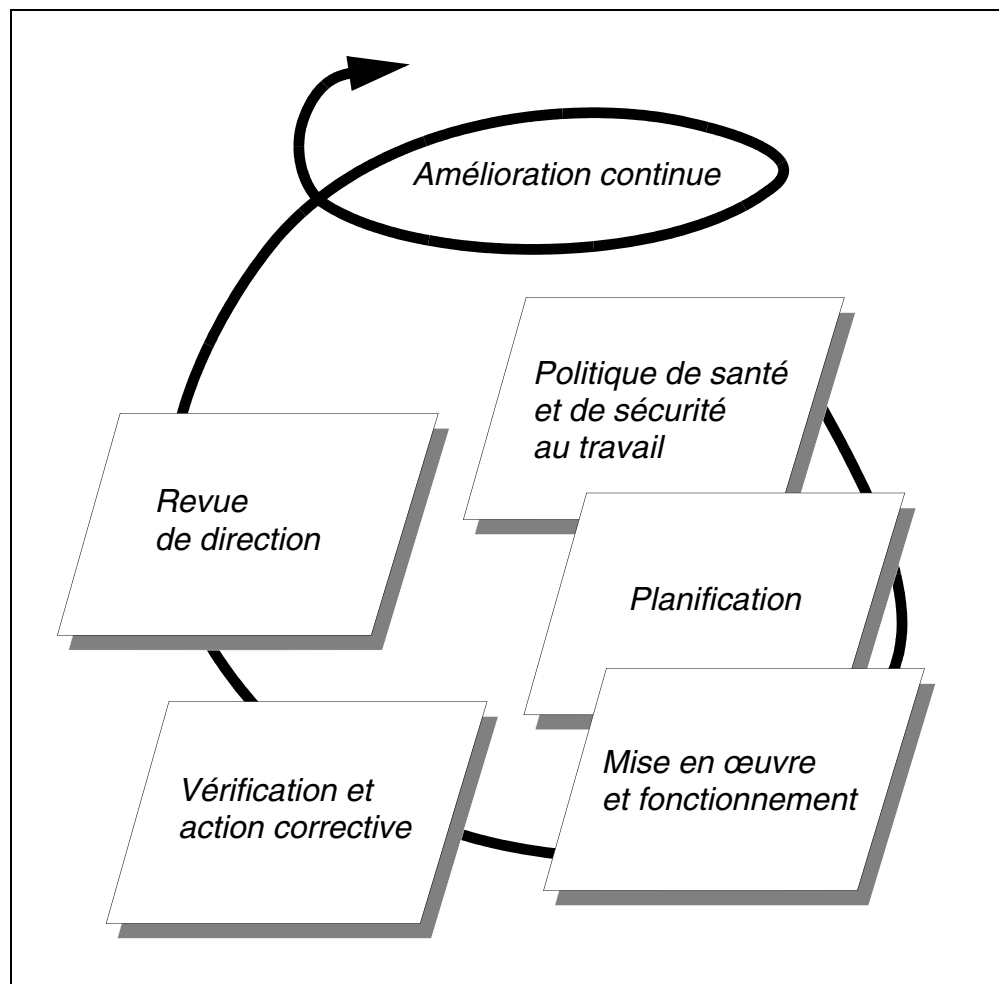 Amélioration continue
Politique de santé
et de sécurité
au travail
Revue
de direction
Planification
Mise en œuvre
et fonctionnement
Vérification et
action corrective